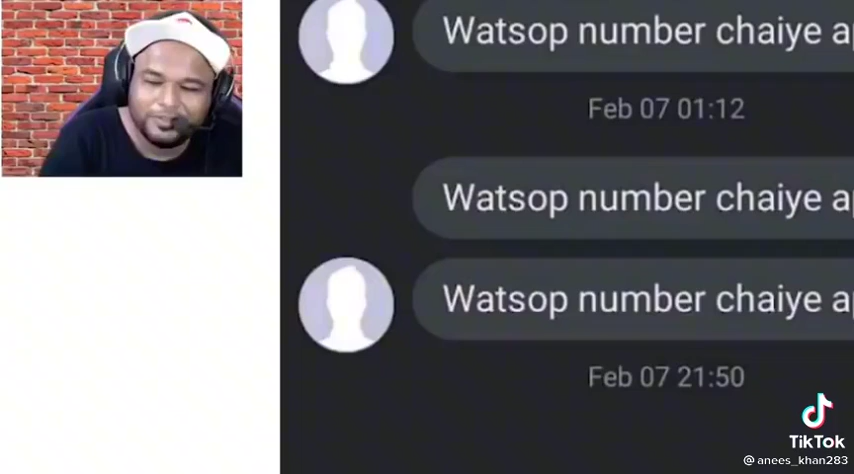 Watsop number chaiye a
Feb 07 01:12
Watsop number chaiye a
Watsop number chaiye a
Feb 07 21:50
TikTok
@anees_khan283